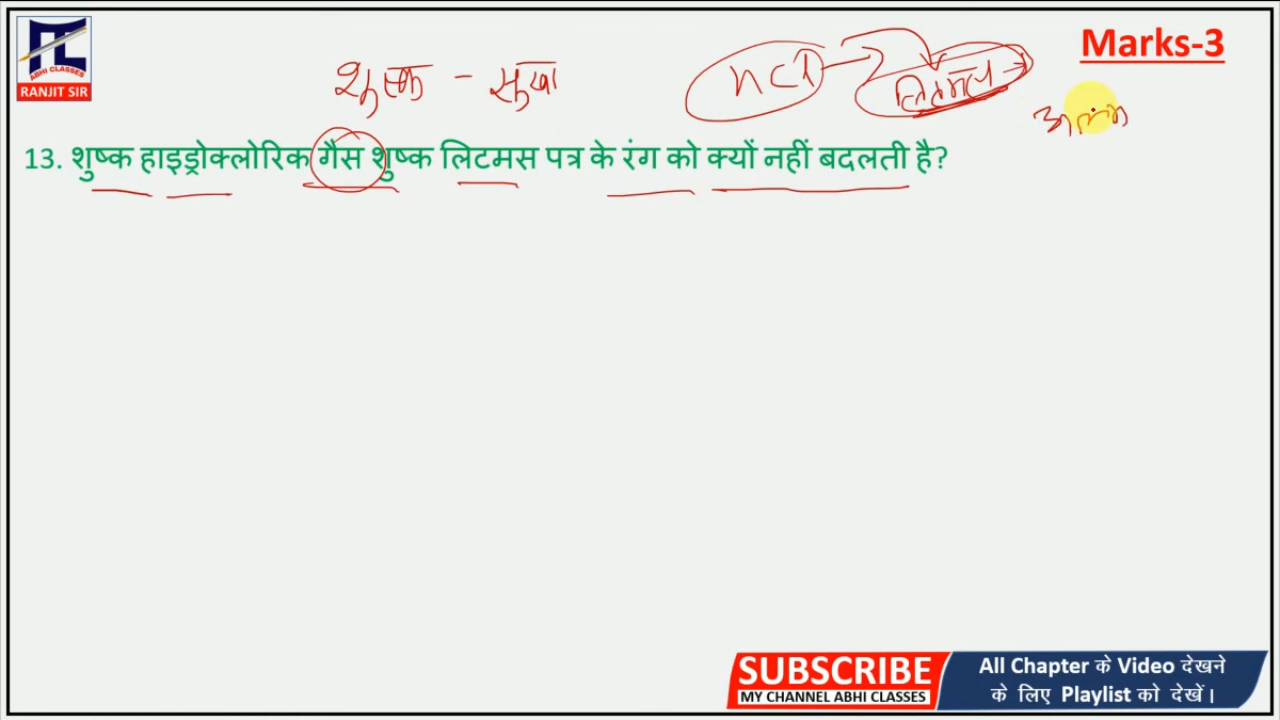 ABHI CLASSES
RANJIT SIR
Marks-3
शुष्क - सुखा
HCl
लिटमस
13. शुष्क हाइड्रोक्लोरिक गैस शुष्क लिटमस पत्र के रंग को क्यों नहीं बदलती है?
SUBSCRIBE
MY CHANNEL ABHI CLASSES
All Chapter के Video देखने
के लिए Playlist को देखें।